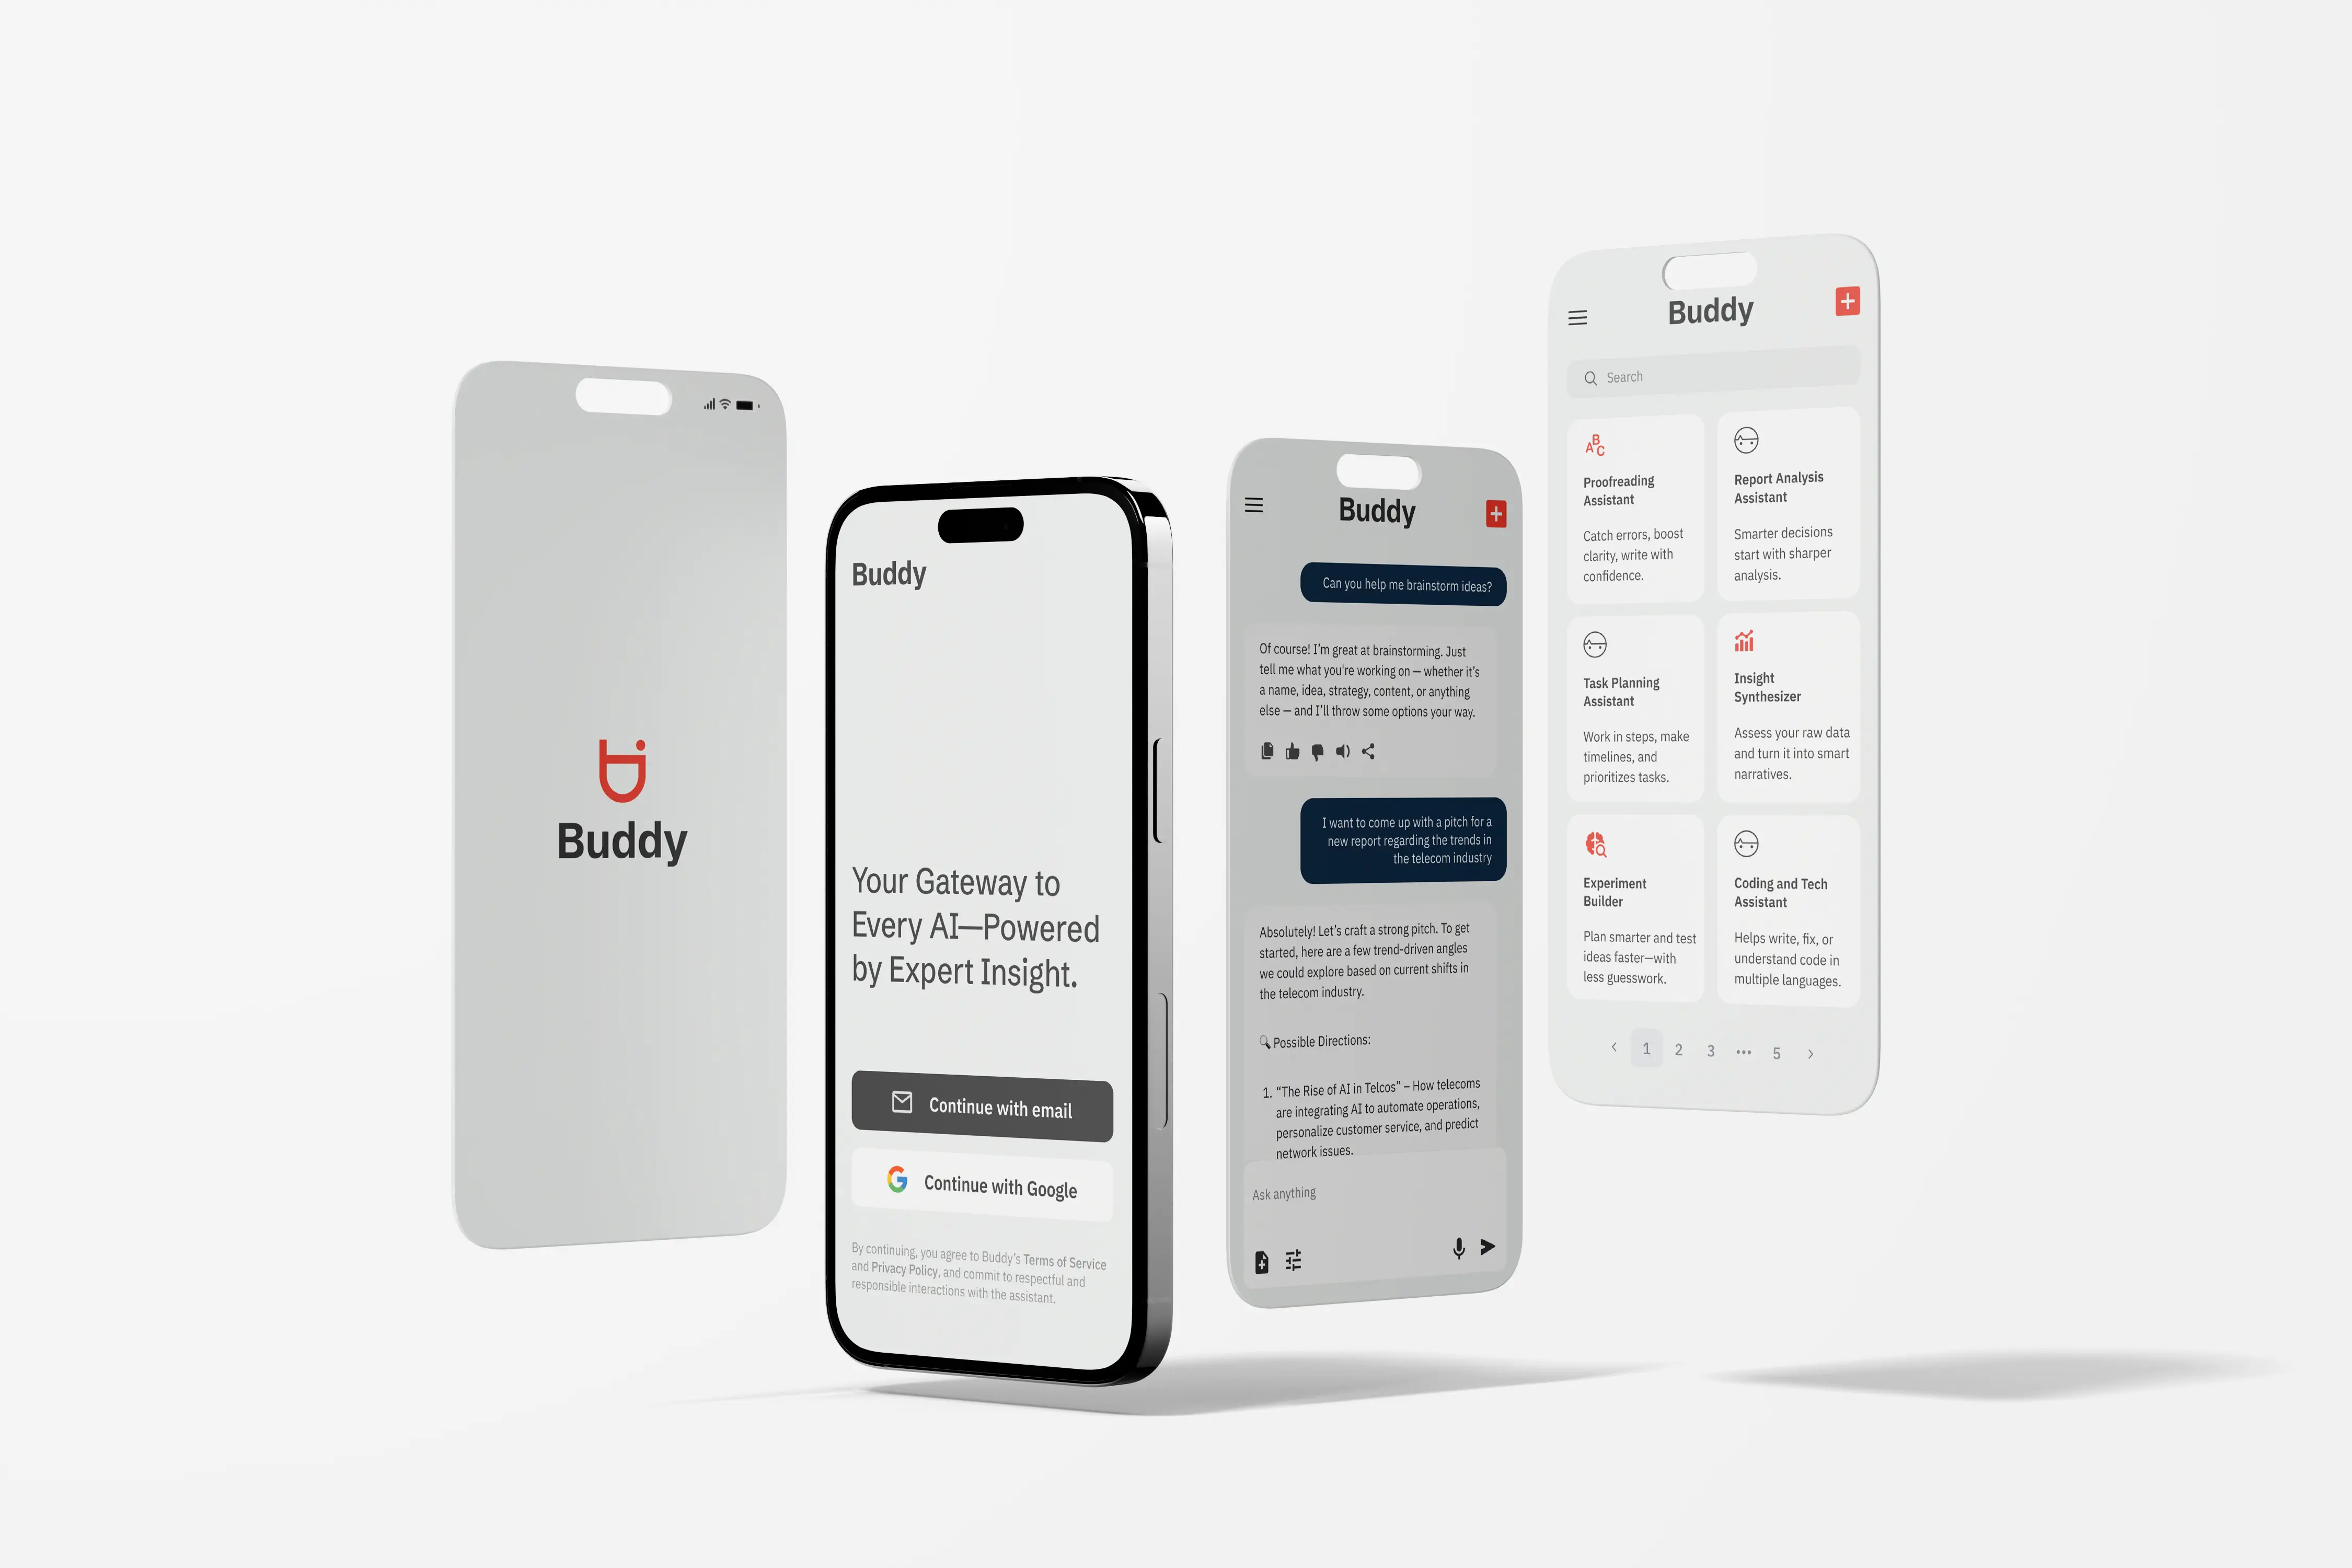 Buddy
Buddy
Your Gateway to
Every AI—Powered
by Expert Insight.
Continue with email
Continue with Google
By continuing, you agree to Buddy's Terms of Service
and Privacy Policy, and commit to respectful and
responsible interactions with the assistant.
Buddy
Can you help me brainstorm ideas?
Of course! I'm great at brainstorming. Just
tell me what you're working on — whether it's
a name, idea, strategy, content, or anything
else — and I'll throw some options your way.
I want to come up with a pitch for a
new report regarding the trends in
the telecom industry
Absolutely! Let's craft a strong pitch. To get
started, here are a few trend-driven angles
we could explore based on current shifts in
the telecom industry.
🔍 Possible Directions:
1. “The Rise of AI in Telcos” – How telecoms
are integrating AI to automate operations,
personalize customer service, and predict
network issues.
Ask anything
Buddy
Search
A B C
Proofreading
Assistant
Catch errors, boost
clarity, write with
confidence.
Report Analysis
Assistant
Smarter decisions
start with sharper
analysis.
Task Planning
Assistant
Work in steps, make
timelines, and
prioritizes tasks.
Insight
Synthesizer
Assess your raw data
and turn it into smart
narratives.
Experiment
Builder
Plan smarter and test
ideas faster—with
less guesswork.
Coding and Tech
Assistant
Helps write, fix, or
understand code in
multiple languages.
‹ 1 2 3 ••• 5 ›